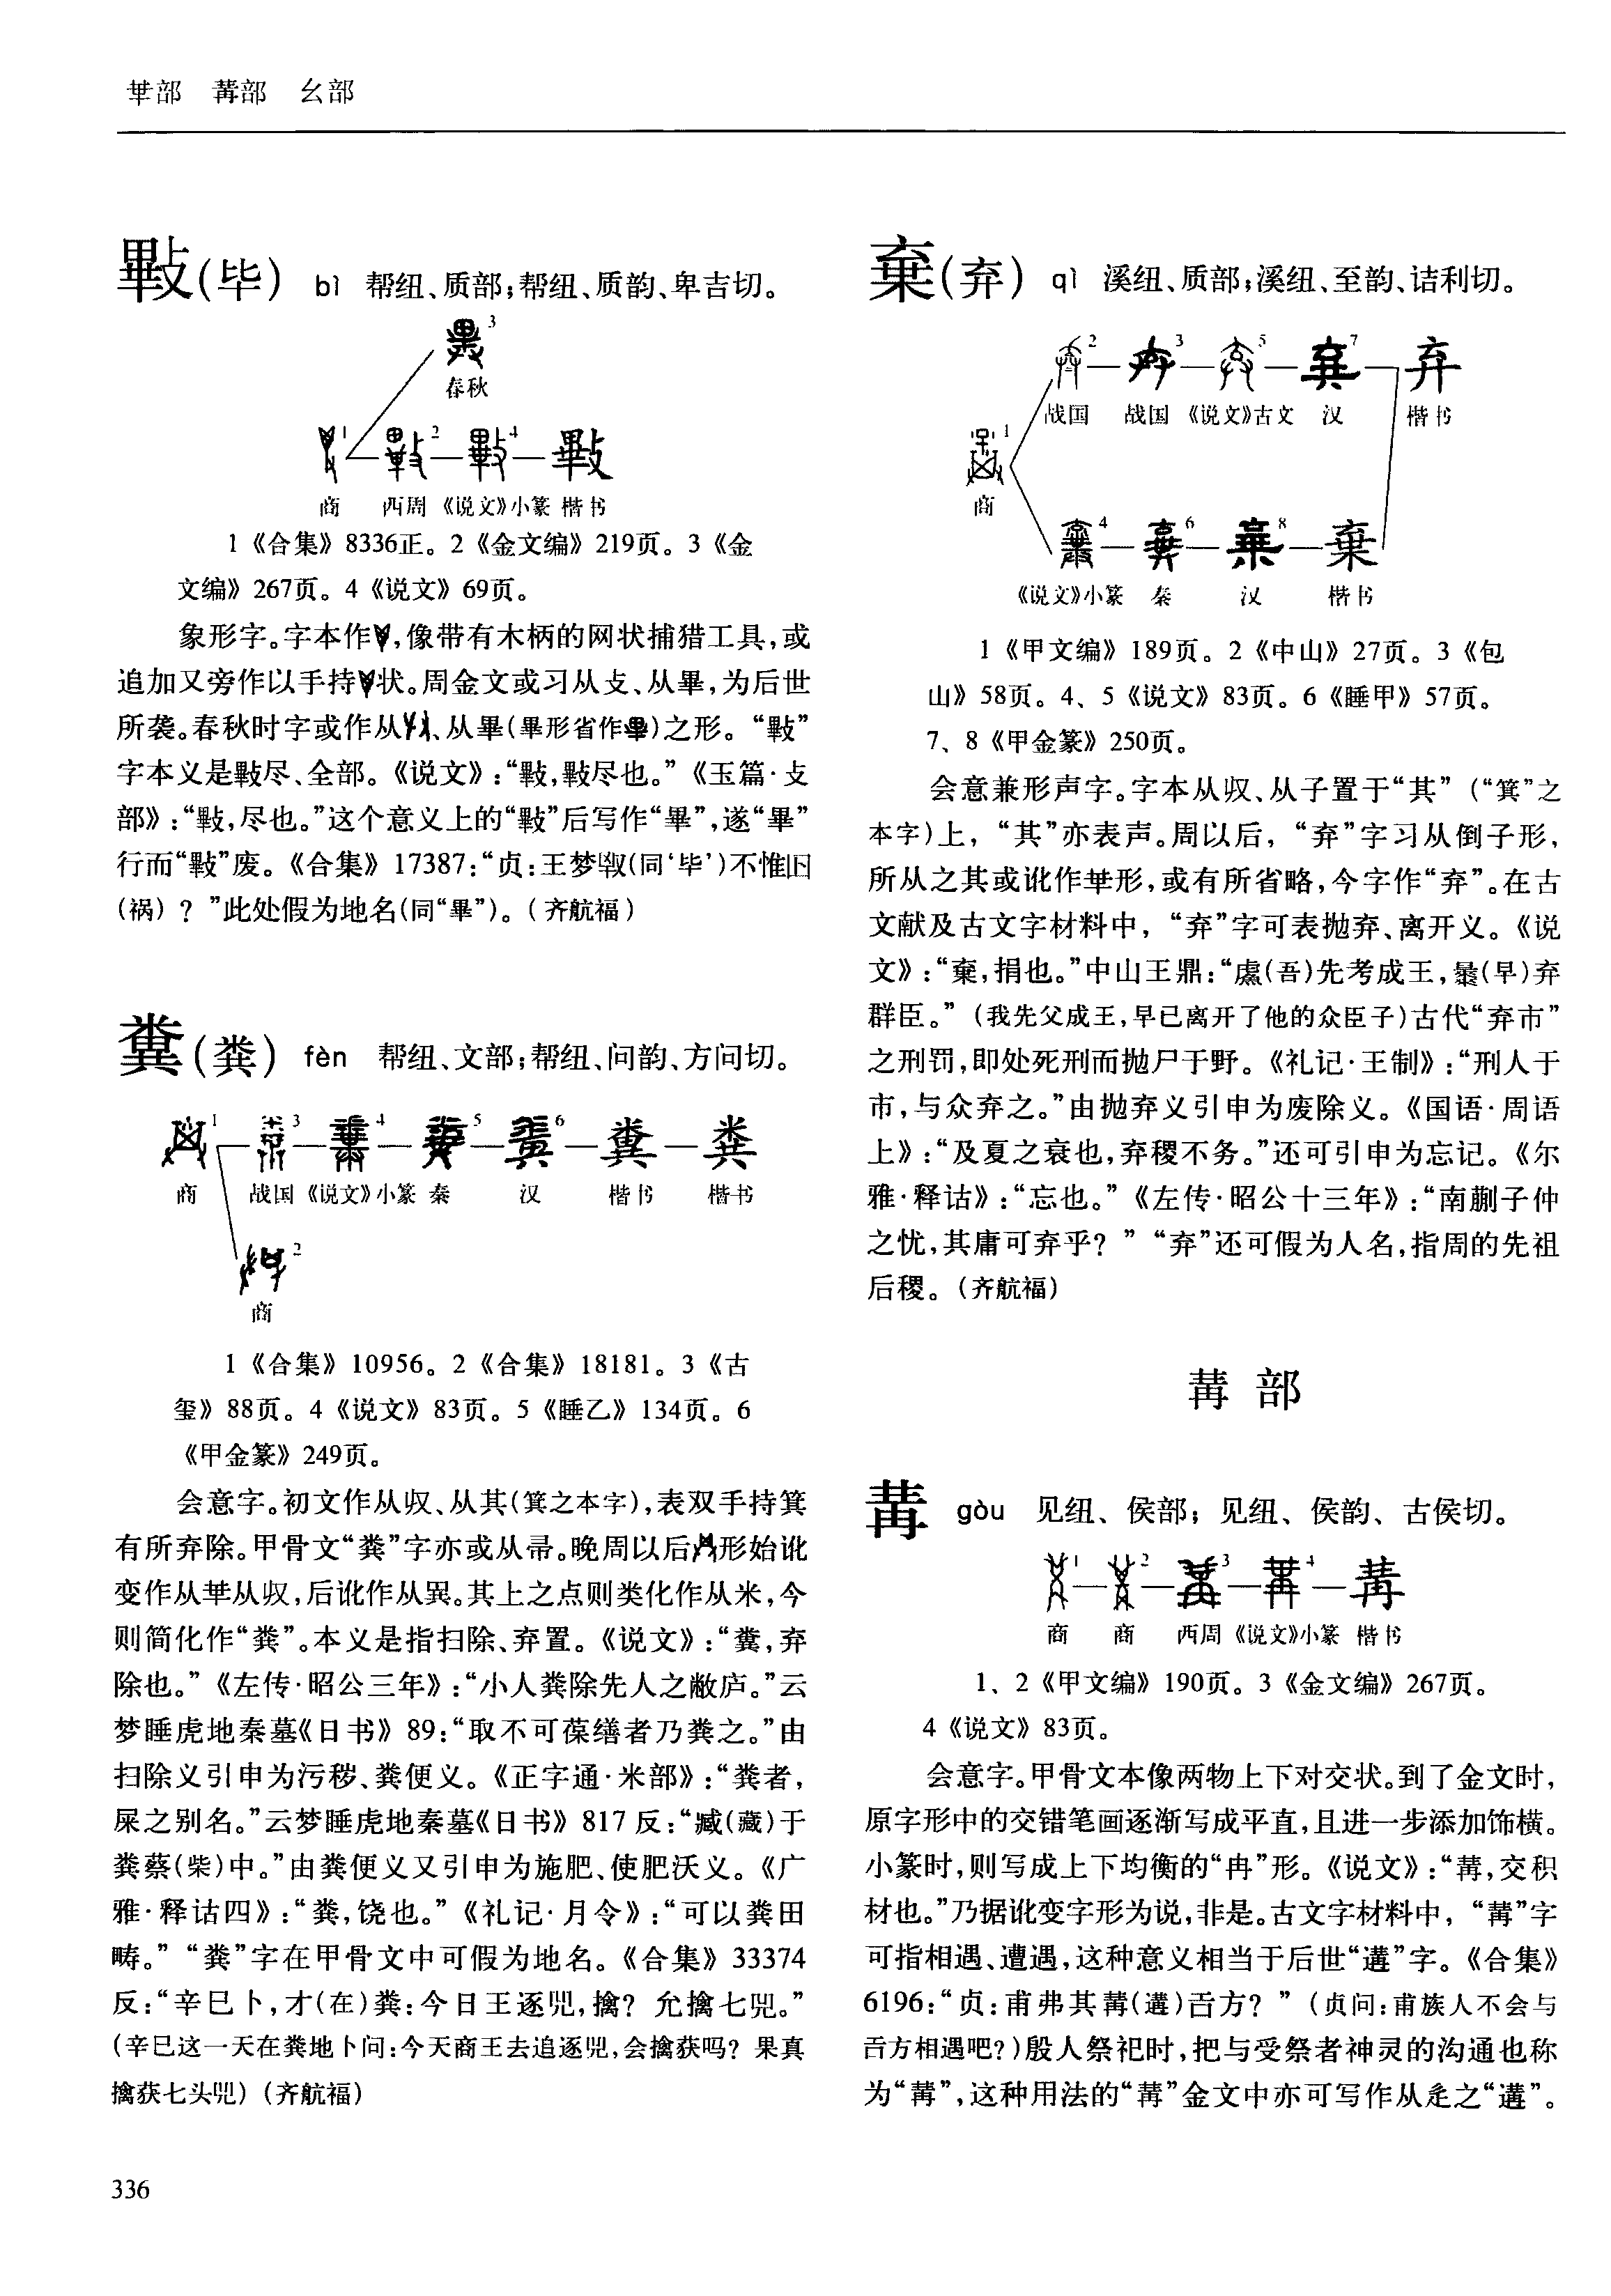 𠦒部 冓部 幺部
㪤(毕) bì 帮纽、质部;帮纽、质韵、卑吉切。
3
春秋
1 2 4 㪤
商 西周 《说文》小篆 楷书
1《合集》8336正。2《金文编》219页。3《金
文编》267页。4《说文》69页。
象形字。字本作,像带有木柄的网状捕猎工具,或
追加又旁作以手持状。周金文或习从攴、从畢,为后世
所袭。春秋时字或作从、从畢(畢形省作)之形。“㪤”
字本义是㪤尽、全部。《说文》:“㪤,㪤尽也。”《玉篇·攴
部》:“㪤,尽也。”这个意义上的“㪤”后写作“畢”,遂“畢”
行而“㪤”废。《合集》17387:“贞:王梦(同‘毕’)不惟
(祸)?”此处假为地名(同“畢”)。(齐航福)
糞(粪) fèn 帮纽、文部;帮纽、问韵、方问切。
1 3 4 5 6 糞 粪
商 战国 《说文》小篆 秦 汉 楷书 楷书
2
商
1《合集》10956。2《合集》18181。3《古
玺》88页。4《说文》83页。5《睡乙》134页。6
《甲金篆》249页。
会意字。初文作从収、从其(箕之本字),表双手持箕
有所弃除。甲骨文“粪”字亦或从帚。晚周以后形始讹
变作从𠦒从収,后讹作从異。其上之点则类化作从米,今
则简化作“粪”。本义是指扫除、弃置。《说文》:“糞,弃
除也。”《左传·昭公三年》:“小人粪除先人之敝庐。”云
梦睡虎地秦墓《日书》89:“取不可葆缮者乃粪之。”由
扫除义引申为污秽、粪便义。《正字通·米部》:“粪者,
屎之别名。”云梦睡虎地秦墓《日书》817反:“臧(藏)于
粪蔡(柴)中。”由粪便义又引申为施肥、使肥沃义。《广
雅·释诂四》:“粪,饶也。”《礼记·月令》:“可以粪田
畴。”“粪”字在甲骨文中可假为地名。《合集》33374
反:“辛巳卜,才(在)粪:今日王逐兕,擒?允擒七兕。”
(辛巳这一天在粪地卜问:今天商王去追逐兕,会擒获吗?果真
擒获七头兕)(齐航福)
棄(弃) qì 溪纽、质部;溪纽、至韵、诘利切。
2 3 5 7 弃
战国 战国 《说文》古文 汉 楷书
1
商
4 6 8 棄
《说文》小篆 秦 汉 楷书
1《甲文编》189页。2《中山》27页。3《包
山》58页。4、5《说文》83页。6《睡甲》57页。
7、8《甲金篆》250页。
会意兼形声字。字本从収、从子置于“其”(“箕”之
本字)上,“其”亦表声。周以后,“弃”字习从倒子形,
所从之其或讹作𠦒形,或有所省略,今字作“弃”。在古
文献及古文字材料中,“弃”字可表抛弃、离开义。《说
文》:“棄,捐也。”中山王鼎:“(吾)先考成王,(早)弃
群臣。”(我先父成王,早已离开了他的众臣子)古代“弃市”
之刑罚,即处死刑而抛尸于野。《礼记·王制》:“刑人于
市,与众弃之。”由抛弃义引申为废除义。《国语·周语
上》:“及夏之衰也,弃稷不务。”还可引申为忘记。《尔
雅·释诂》:“忘也。”《左传·昭公十三年》:“南蒯子仲
之忧,其庸可弃乎?”“弃”还可假为人名,指周的先祖
后稷。(齐航福)
冓部
冓 gòu 见纽、侯部;见纽、侯韵、古侯切。
1 2 3 4 冓
商 商 西周 《说文》小篆 楷书
1、2《甲文编》190页。3《金文编》267页。
4《说文》83页。
会意字。甲骨文本像两物上下对交状。到了金文时,
原字形中的交错笔画逐渐写成平直,且进一步添加饰横。
小篆时,则写成上下均衡的“冉”形。《说文》:“冓,交积
材也。”乃据讹变字形为说,非是。古文字材料中,“冓”字
可指相遇、遭遇,这种意义相当于后世“遘”字。《合集》
6196:“贞:甫弗其冓(遘)𢀛方?”(贞问:甫族人不会与
𢀛方相遇吧?)殷人祭祀时,把与受祭者神灵的沟通也称
为“冓”,这种用法的“冓”金文中亦可写作从辵之“遘”。
336